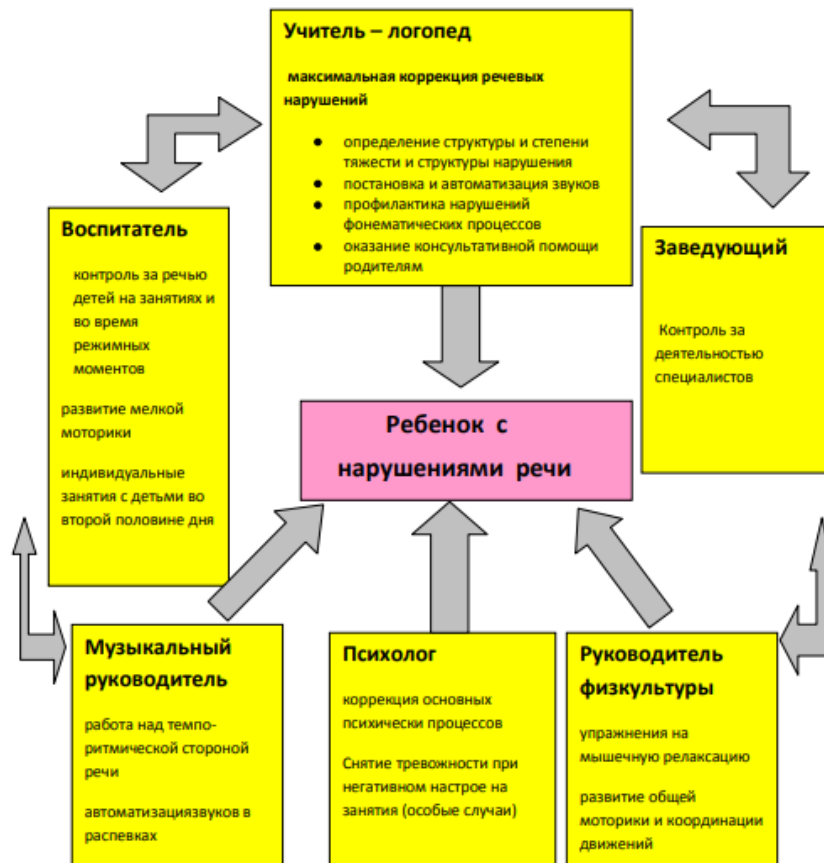 Учитель – логопед
максимальная коррекция речевых
нарушений
● определение структуры и степени
тяжести и структуры нарушения
● постановка и автоматизация звуков
● профилактика нарушений
фонематических процессов
● оказание консультативной помощи
родителям
Воспитатель
контроль за речью
детей на занятиях и
во время
режимных
моментов
развитие мелкой
моторики
индивидуальные
занятия с детьми во
второй половине дня
Заведующий
Контроль за
деятельностью
специалистов
Ребенок с
нарушениями речи
Музыкальный
руководитель
работа над темпо-
ритмической стороной
речи
автоматизациязвуков в
распевках
Психолог
коррекция основных
психически процессов
Снятие тревожности при
негативном настрое на
занятия (особые случаи)
Руководитель
физкультуры
упражнения на
мышечную релаксацию
развитие общей
моторики и координации
движений